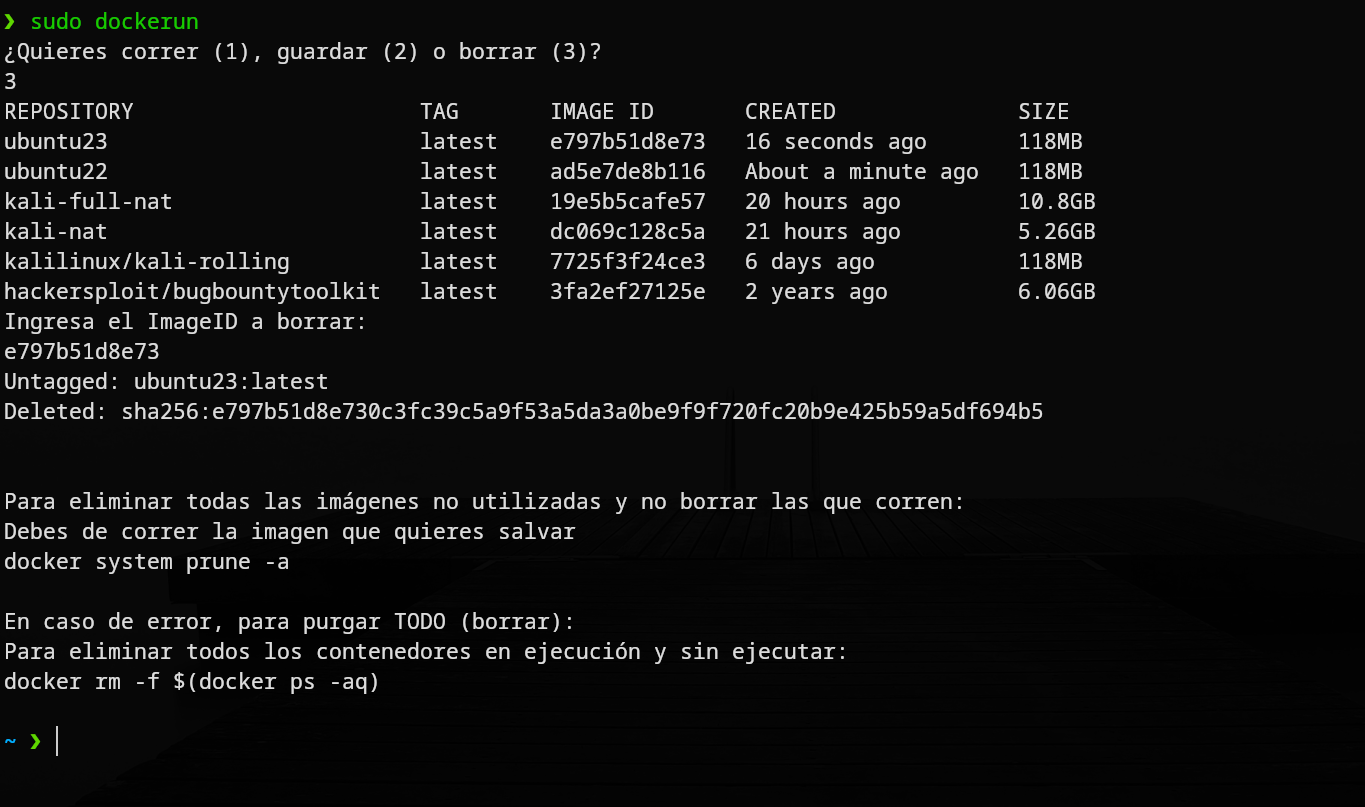 ❯ sudo dockerun
¿Quieres correr (1), guardar (2) o borrar (3)?
3
REPOSITORY TAG IMAGE ID CREATED SIZE
ubuntu23 latest e797b51d8e73 16 seconds ago 118MB
ubuntu22 latest ad5e7de8b116 About a minute ago 118MB
kali-full-nat latest 19e5b5cafe57 20 hours ago 10.8GB
kali-nat latest dc069c128c5a 21 hours ago 5.26GB
kalilinux/kali-rolling latest 7725f3f24ce3 6 days ago 118MB
hackersploit/bugbountytoolkit latest 3fa2ef27125e 2 years ago 6.06GB
Ingresa el ImageID a borrar:
e797b51d8e73
Untagged: ubuntu23:latest
Deleted: sha256:e797b51d8e730c3fc39c5a9f53a5da3a0be9f9f720fc20b9e425b59a5df694b5
Para eliminar todas las imágenes no utilizadas y no borrar las que corren:
Debes de correr la imagen que quieres salvar
docker system prune -a
En caso de error, para purgar TODO (borrar):
Para eliminar todos los contenedores en ejecución y sin ejecutar:
docker rm -f $(docker ps -aq)
~ ❯